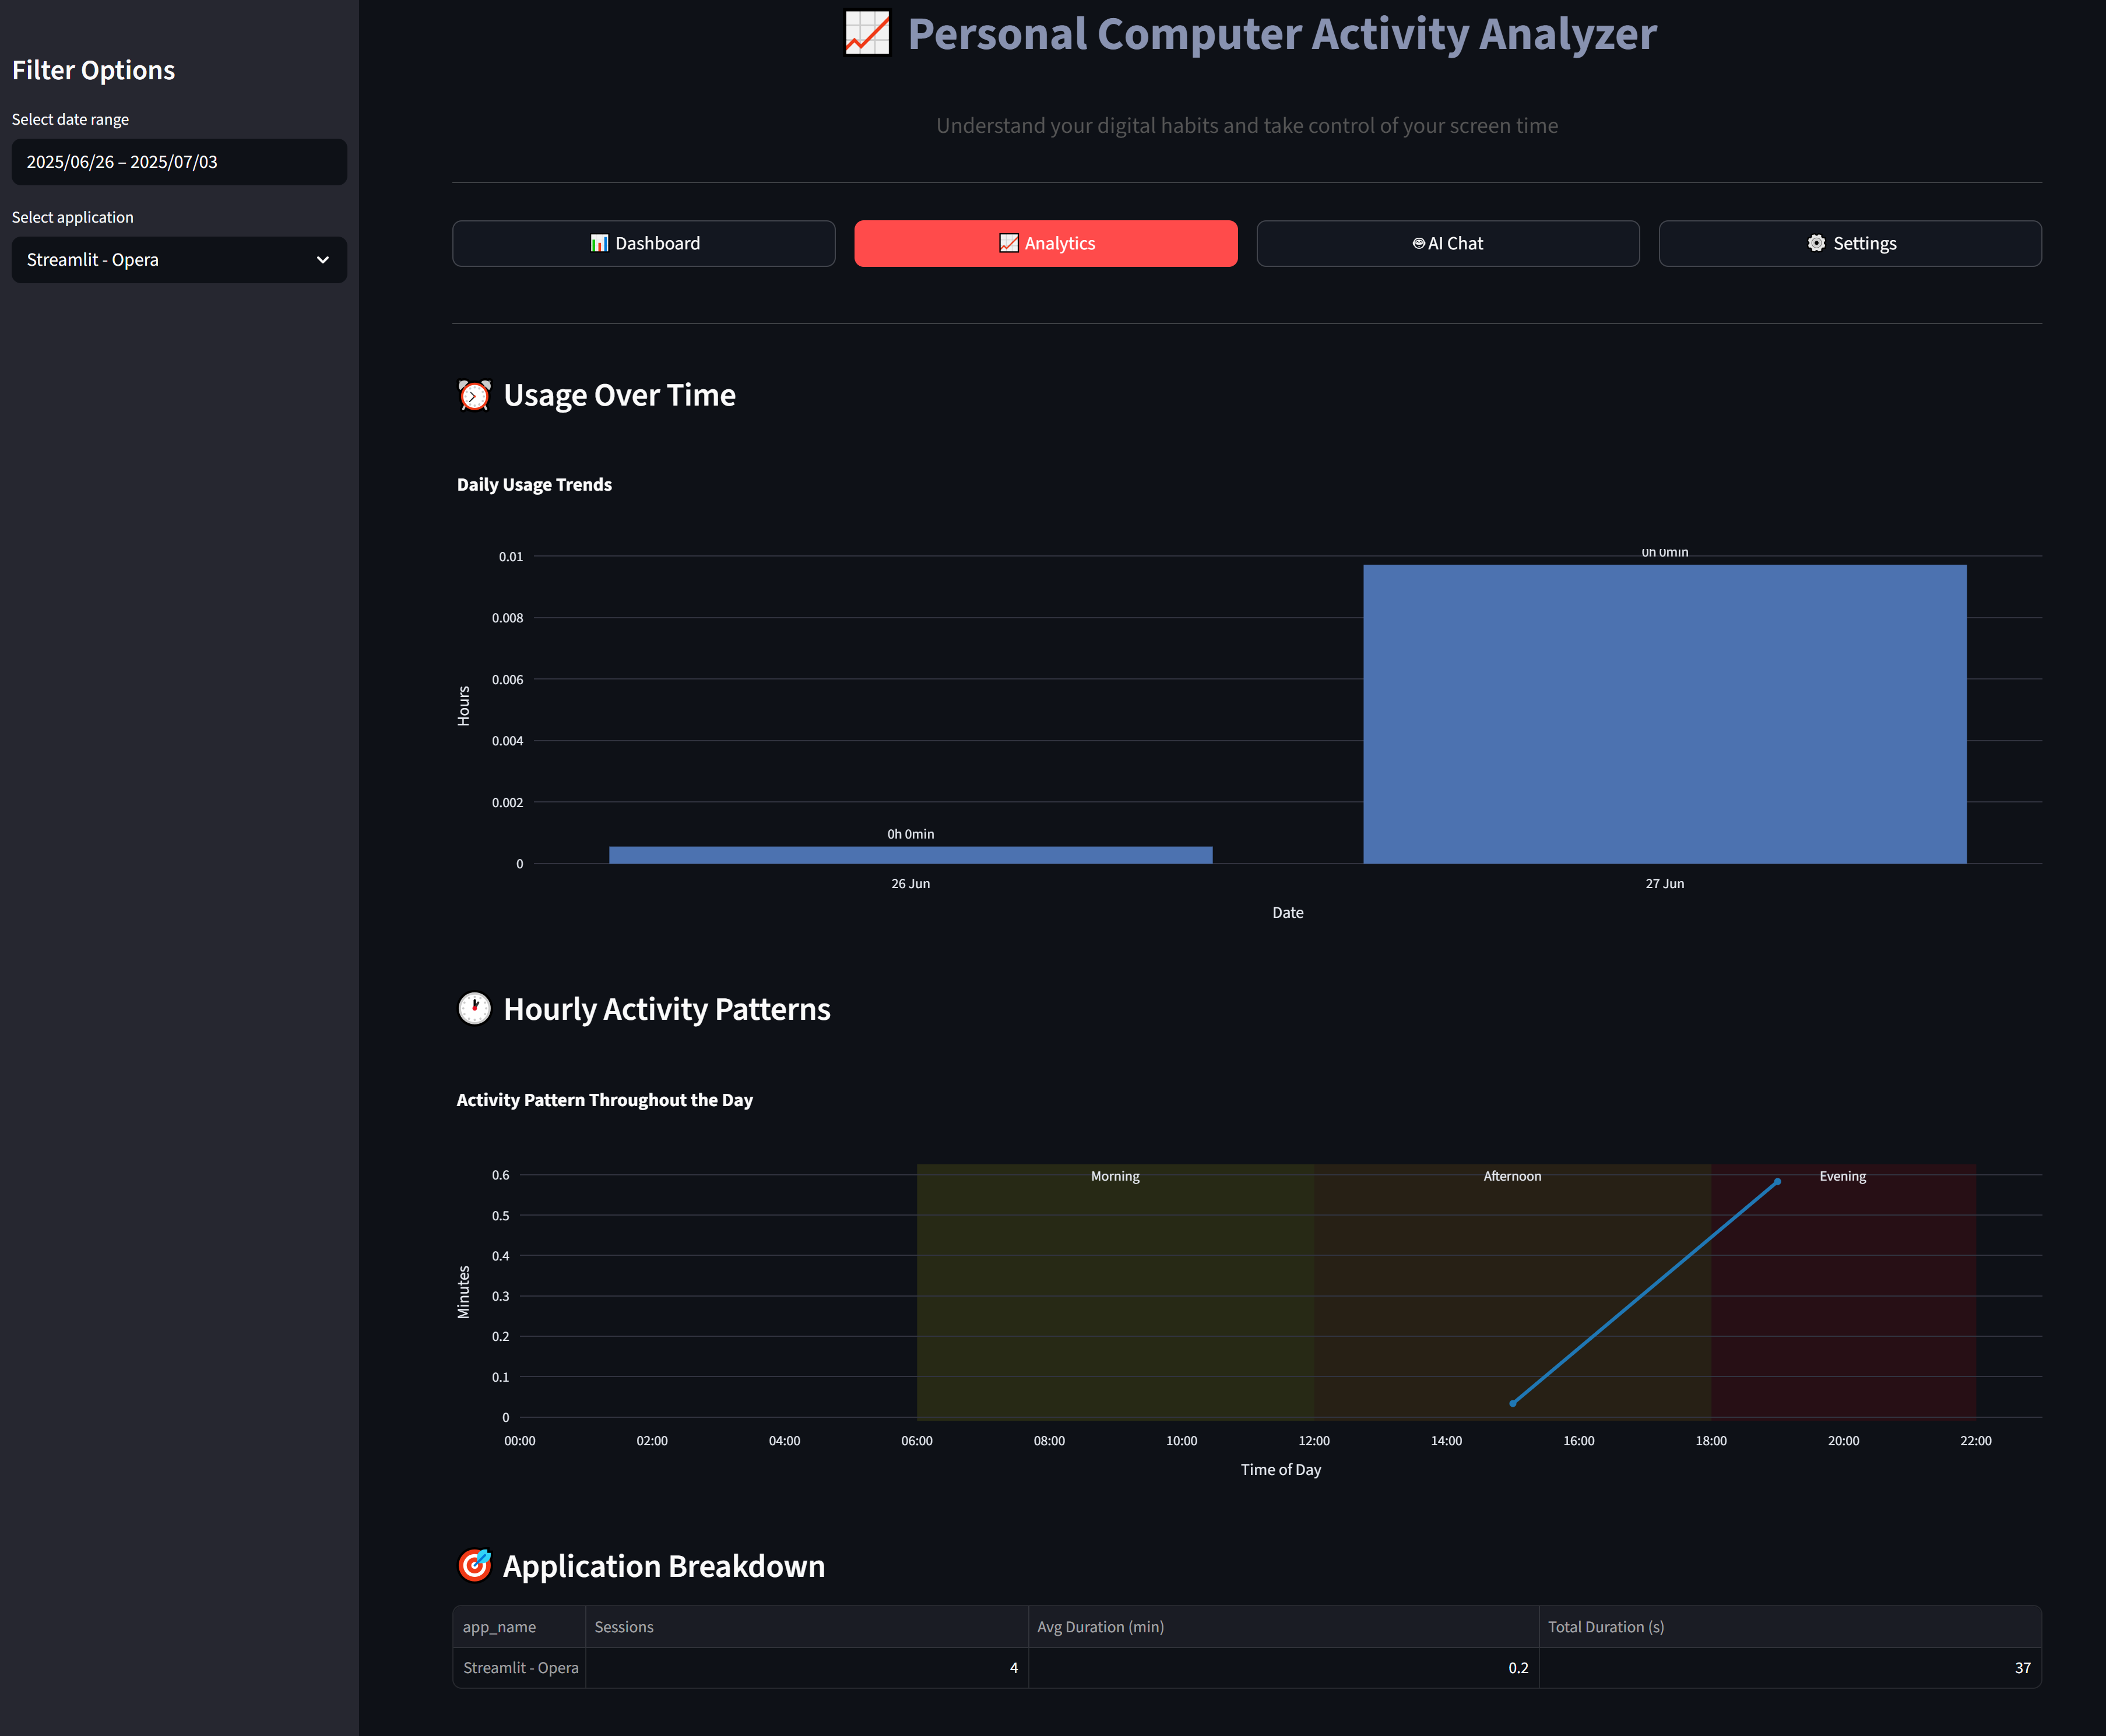 Filter Options
Select date range
2025/06/26 – 2025/07/03
Select application
Streamlit - Opera
Personal Computer Activity Analyzer
Understand your digital habits and take control of your screen time
Dashboard
Analytics
AI Chat
Settings
Usage Over Time
Daily Usage Trends
0.01
0.008
0.006
0.004
0.002
0
Hours
0h 0min
0h 0min
26 Jun
27 Jun
Date
Hourly Activity Patterns
Activity Pattern Throughout the Day
0.6
0.5
0.4
0.3
0.2
0.1
0
Minutes
Morning
Afternoon
Evening
00:00
02:00
04:00
06:00
08:00
10:00
12:00
14:00
16:00
18:00
20:00
22:00
Time of Day
Application Breakdown
app_name Sessions Avg Duration (min) Total Duration (s)
Streamlit - Opera 4 0.2 37